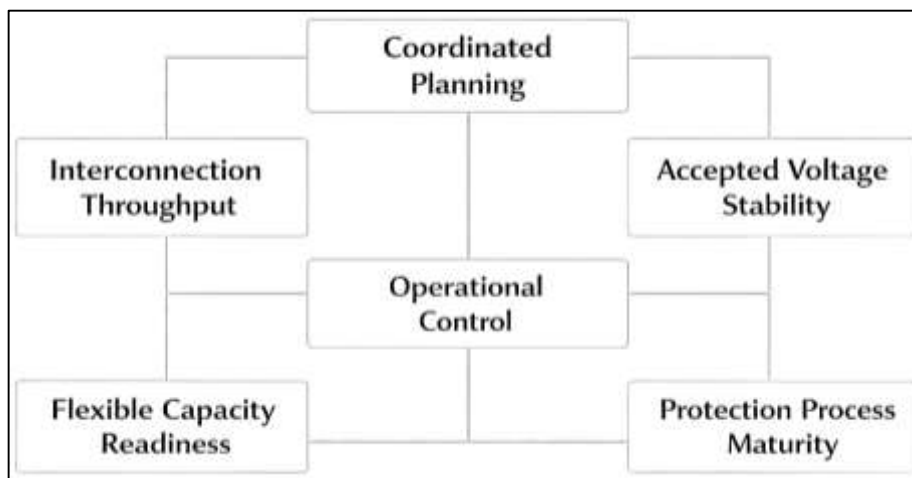 Coordinated
Planning
Interconnection
Throughput
Accepted Voltage
Stability
Operational
Control
Flexible Capacity
Readiness
Protection Process
Maturity